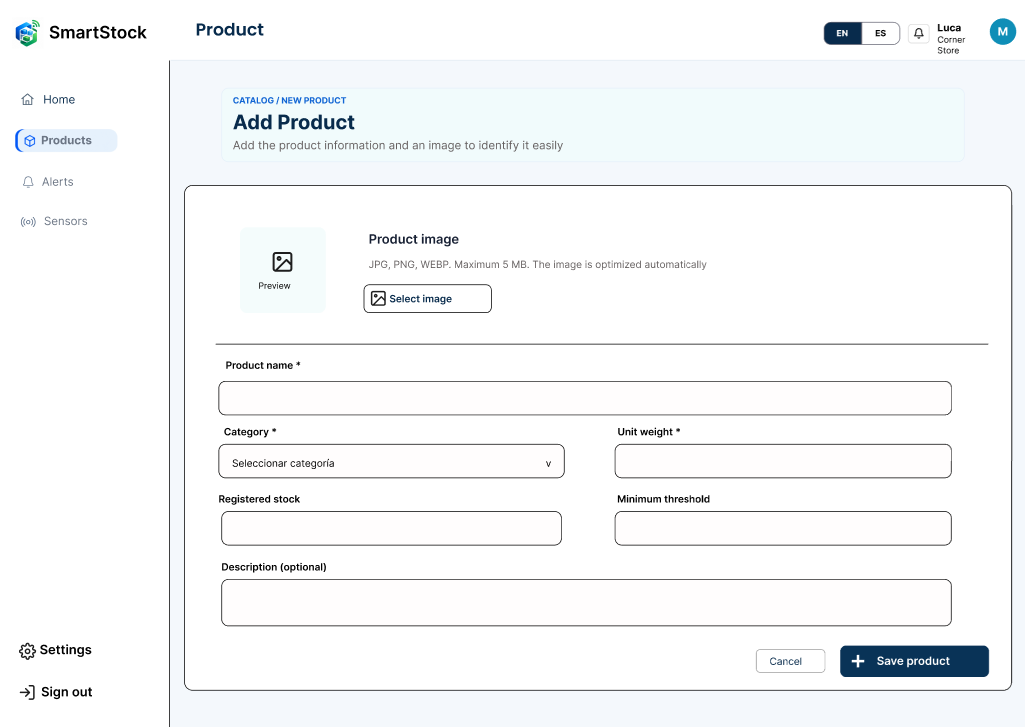 SmartStock
Product
EN
ES
Luca
Corner
Store
M
Home
Products
Alerts
Sensors
Settings
Sign out
CATALOG / NEW PRODUCT
Add Product
Add the product information and an image to identify it easily
Preview
Product image
JPG, PNG, WEBP. Maximum 5 MB. The image is optimized automatically
Select image
Product name *
Category *
Unit weight *
Seleccionar categoría v
Registered stock
Minimum threshold
Description (optional)
Cancel
Save product